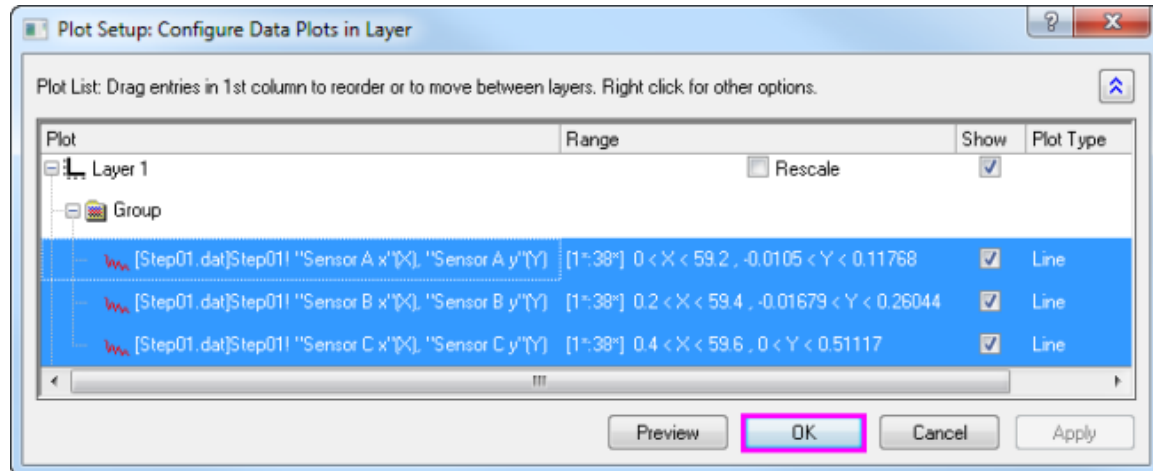 Plot Setup: Configure Data Plots in Layer
Plot List: Drag entries in 1st column to reorder or to move between layers. Right click for other options.
Plot Range Show Plot Type
Layer 1 Rescale
Group
[Step01.dat]Step01! "Sensor A x"(X), "Sensor A y"(Y) [1*:38*] 0 < X < 59.2 , -0.0105 < Y < 0.11768 Line
[Step01.dat]Step01! "Sensor B x"(X), "Sensor B y"(Y) [1*:38*] 0.2 < X < 59.4 , -0.01679 < Y < 0.26044 Line
[Step01.dat]Step01! "Sensor C x"(X), "Sensor C y"(Y) [1*:38*] 0.4 < X < 59.6 , 0 < Y < 0.51117 Line
Preview OK Cancel Apply